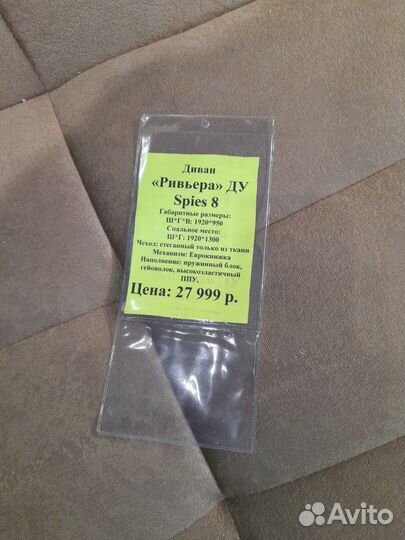 Диван
«Ривьера» ДУ
Spies 8
Габаритные размеры:
Ш*Г*В: 1920*950
Спальное место:
Ш*Г: 1920*1300
Чехол: стеганный только из ткани
Механизм: Еврокнижка
Наполнение: пружинный блок,
гейоволок, высокоэластичный
ППУ.
Цена: 27 999 р.
Avito